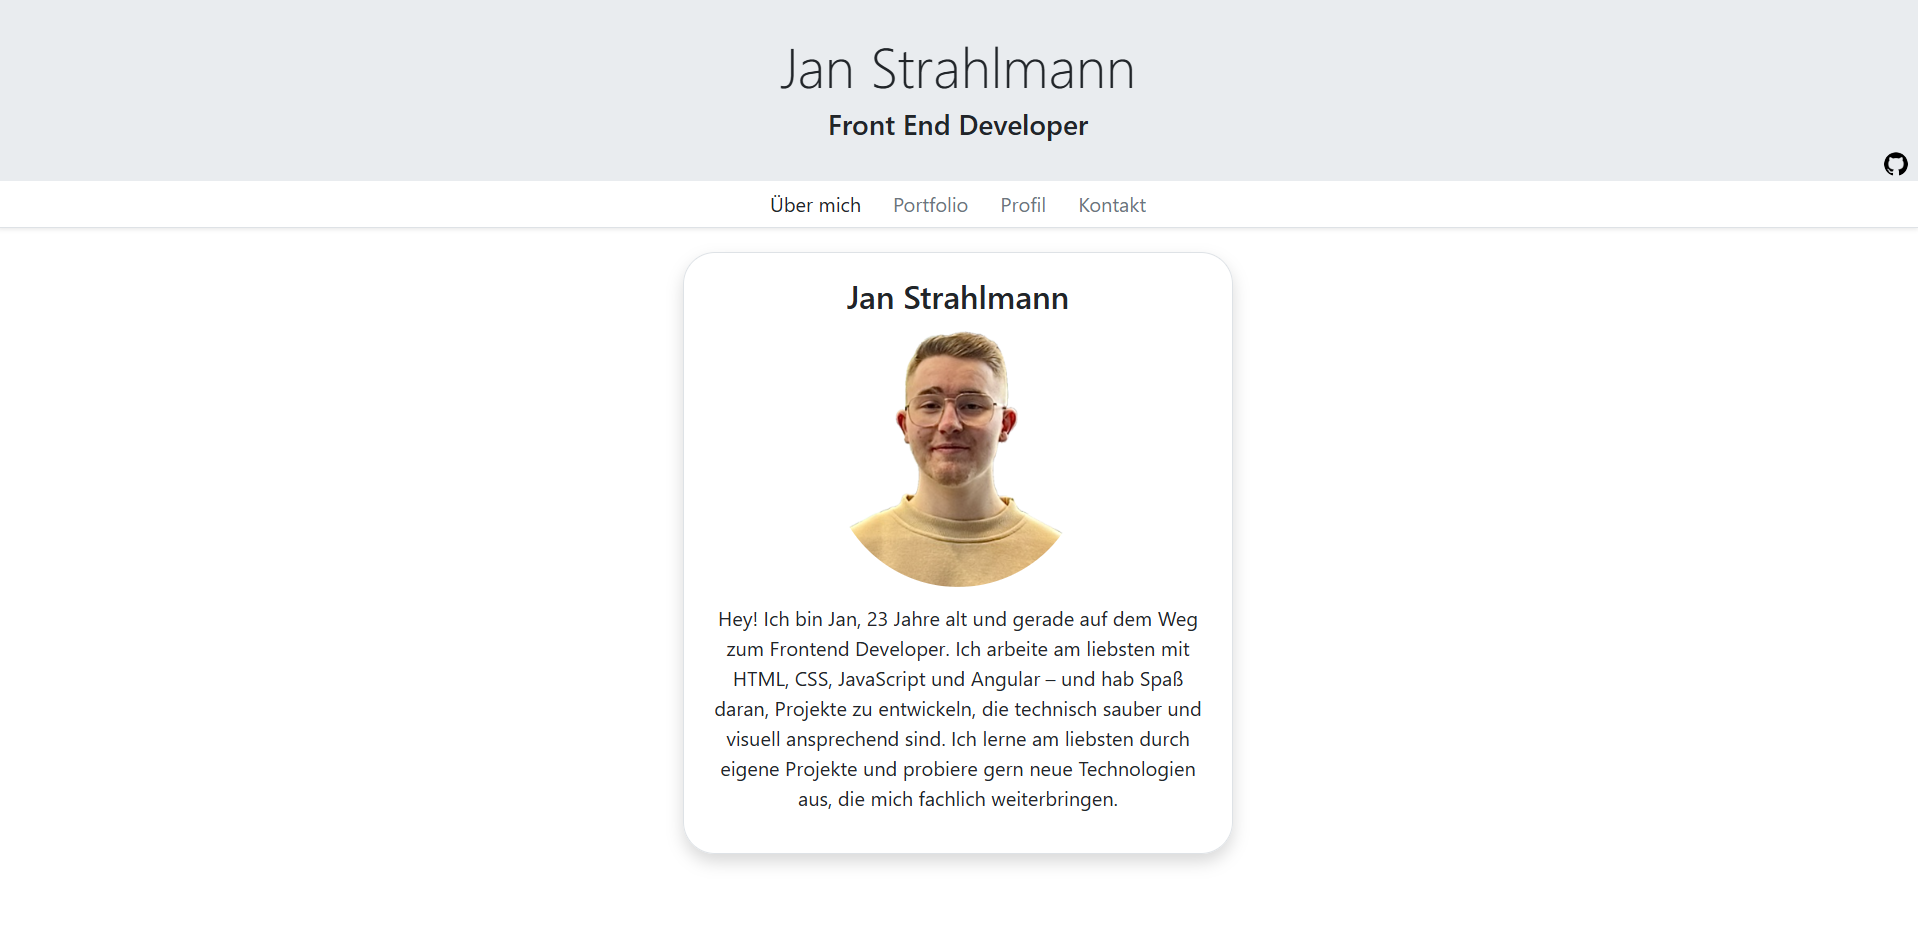 Jan Strahlmann
Front End Developer
Über mich Portfolio Profil Kontakt
Jan Strahlmann
Hey! Ich bin Jan, 23 Jahre alt und gerade auf dem Weg
zum Frontend Developer. Ich arbeite am liebsten mit
HTML, CSS, JavaScript und Angular – und hab Spaß
daran, Projekte zu entwickeln, die technisch sauber und
visuell ansprechend sind. Ich lerne am liebsten durch
eigene Projekte und probiere gern neue Technologien
aus, die mich fachlich weiterbringen.